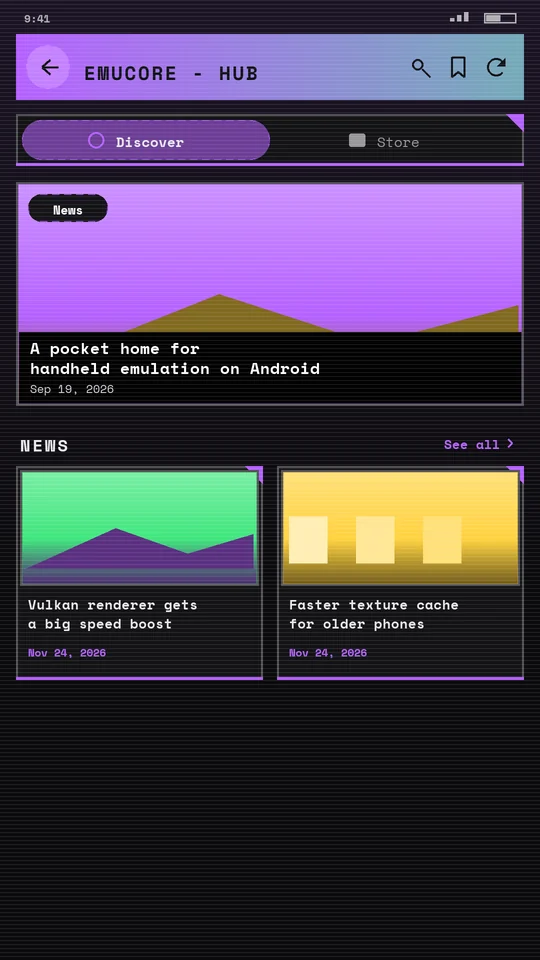 9:41
EMUCORE - HUB
Discover
Store
News
A pocket home for
handheld emulation on Android
Sep 19, 2026
NEWS
See all
Vulkan renderer gets
a big speed boost
Nov 24, 2026
Faster texture cache
for older phones
Nov 24, 2026